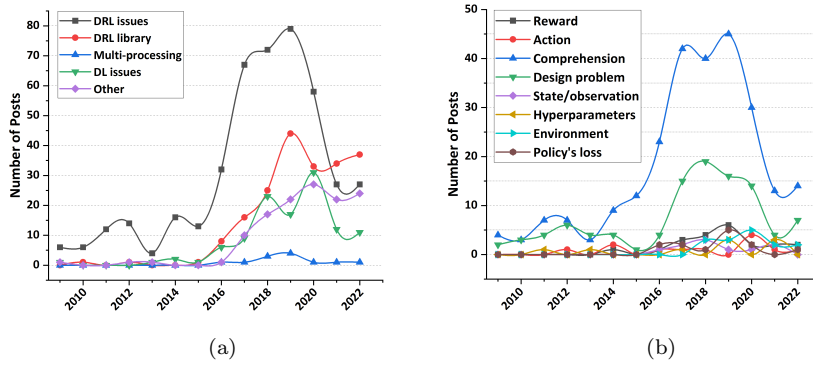 DRL issues
DRL library
Multi-processing
DL issues
Other
80
70
60
50
40
30
20
10
0
Number of Posts
2010
2012
2014
2016
2018
2020
2022
(a)
Reward
Action
Comprehension
Design problem
State/observation
Hyperparameters
Environment
Policy's loss
50
40
30
20
10
0
Number of Posts
2010
2012
2014
2016
2018
2020
2022
(b)